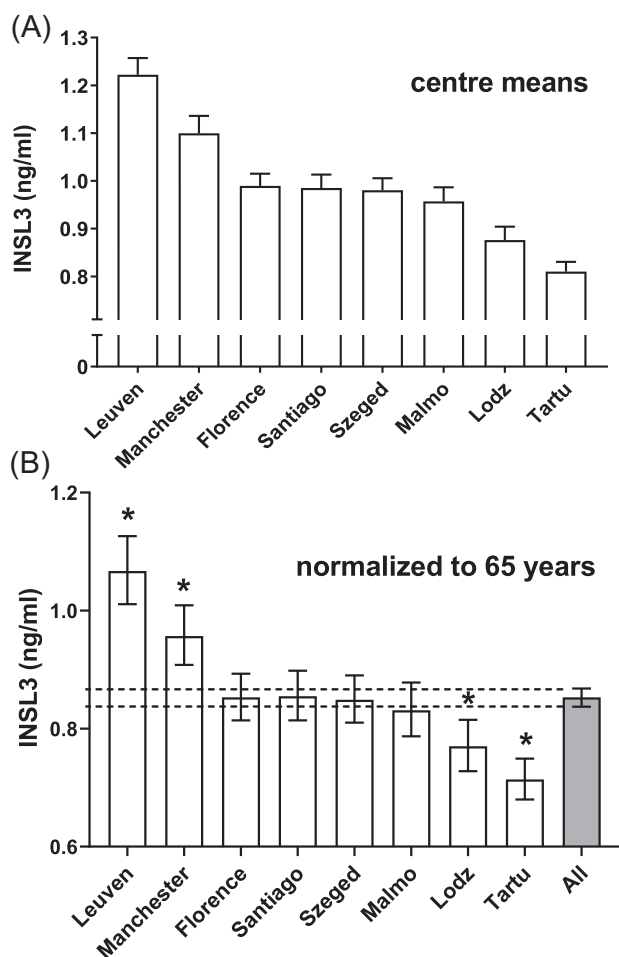 (A)
1.3
1.2
1.1
1.0
0.9
0.8
0
INSL3 (ng/ml)
centre means
Leuven
Manchester
Florence
Santiago
Szeged
Malmo
Lodz
Tartu
(B)
1.2
1.0
0.8
0.6
INSL3 (ng/ml)
normalized to 65 years
*
*
*
*
Leuven
Manchester
Florence
Santiago
Szeged
Malmo
Lodz
Tartu
All